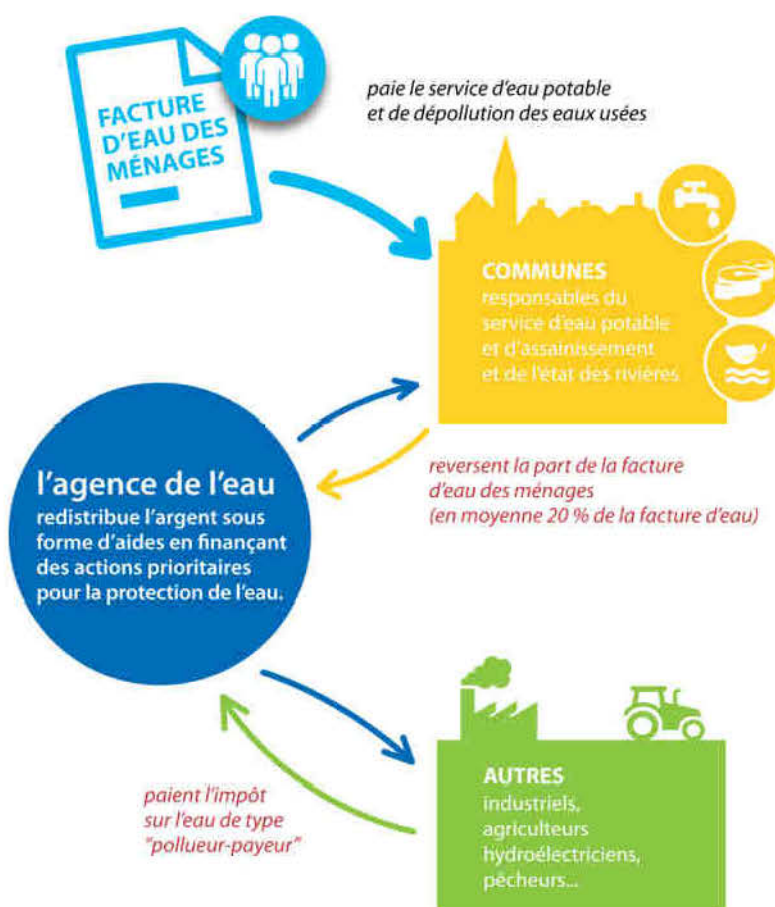 FACTURE
D'EAU DES
MÉNAGES
paie le service d'eau potable
et de dépollution des eaux usées
COMMUNES
responsables du
service d'eau potable
et d'assainissement
et de l'état des rivières
reversent la part de la facture
d'eau des ménages
(en moyenne 20 % de la facture d'eau)
l'agence de l'eau
redistribue l'argent sous
forme d'aides en finançant
des actions prioritaires
pour la protection de l'eau.
paient l'impôt
sur l'eau de type
"pollueur-payeur"
AUTRES
industriels,
agriculteurs
hydroélectriciens,
pêcheurs...